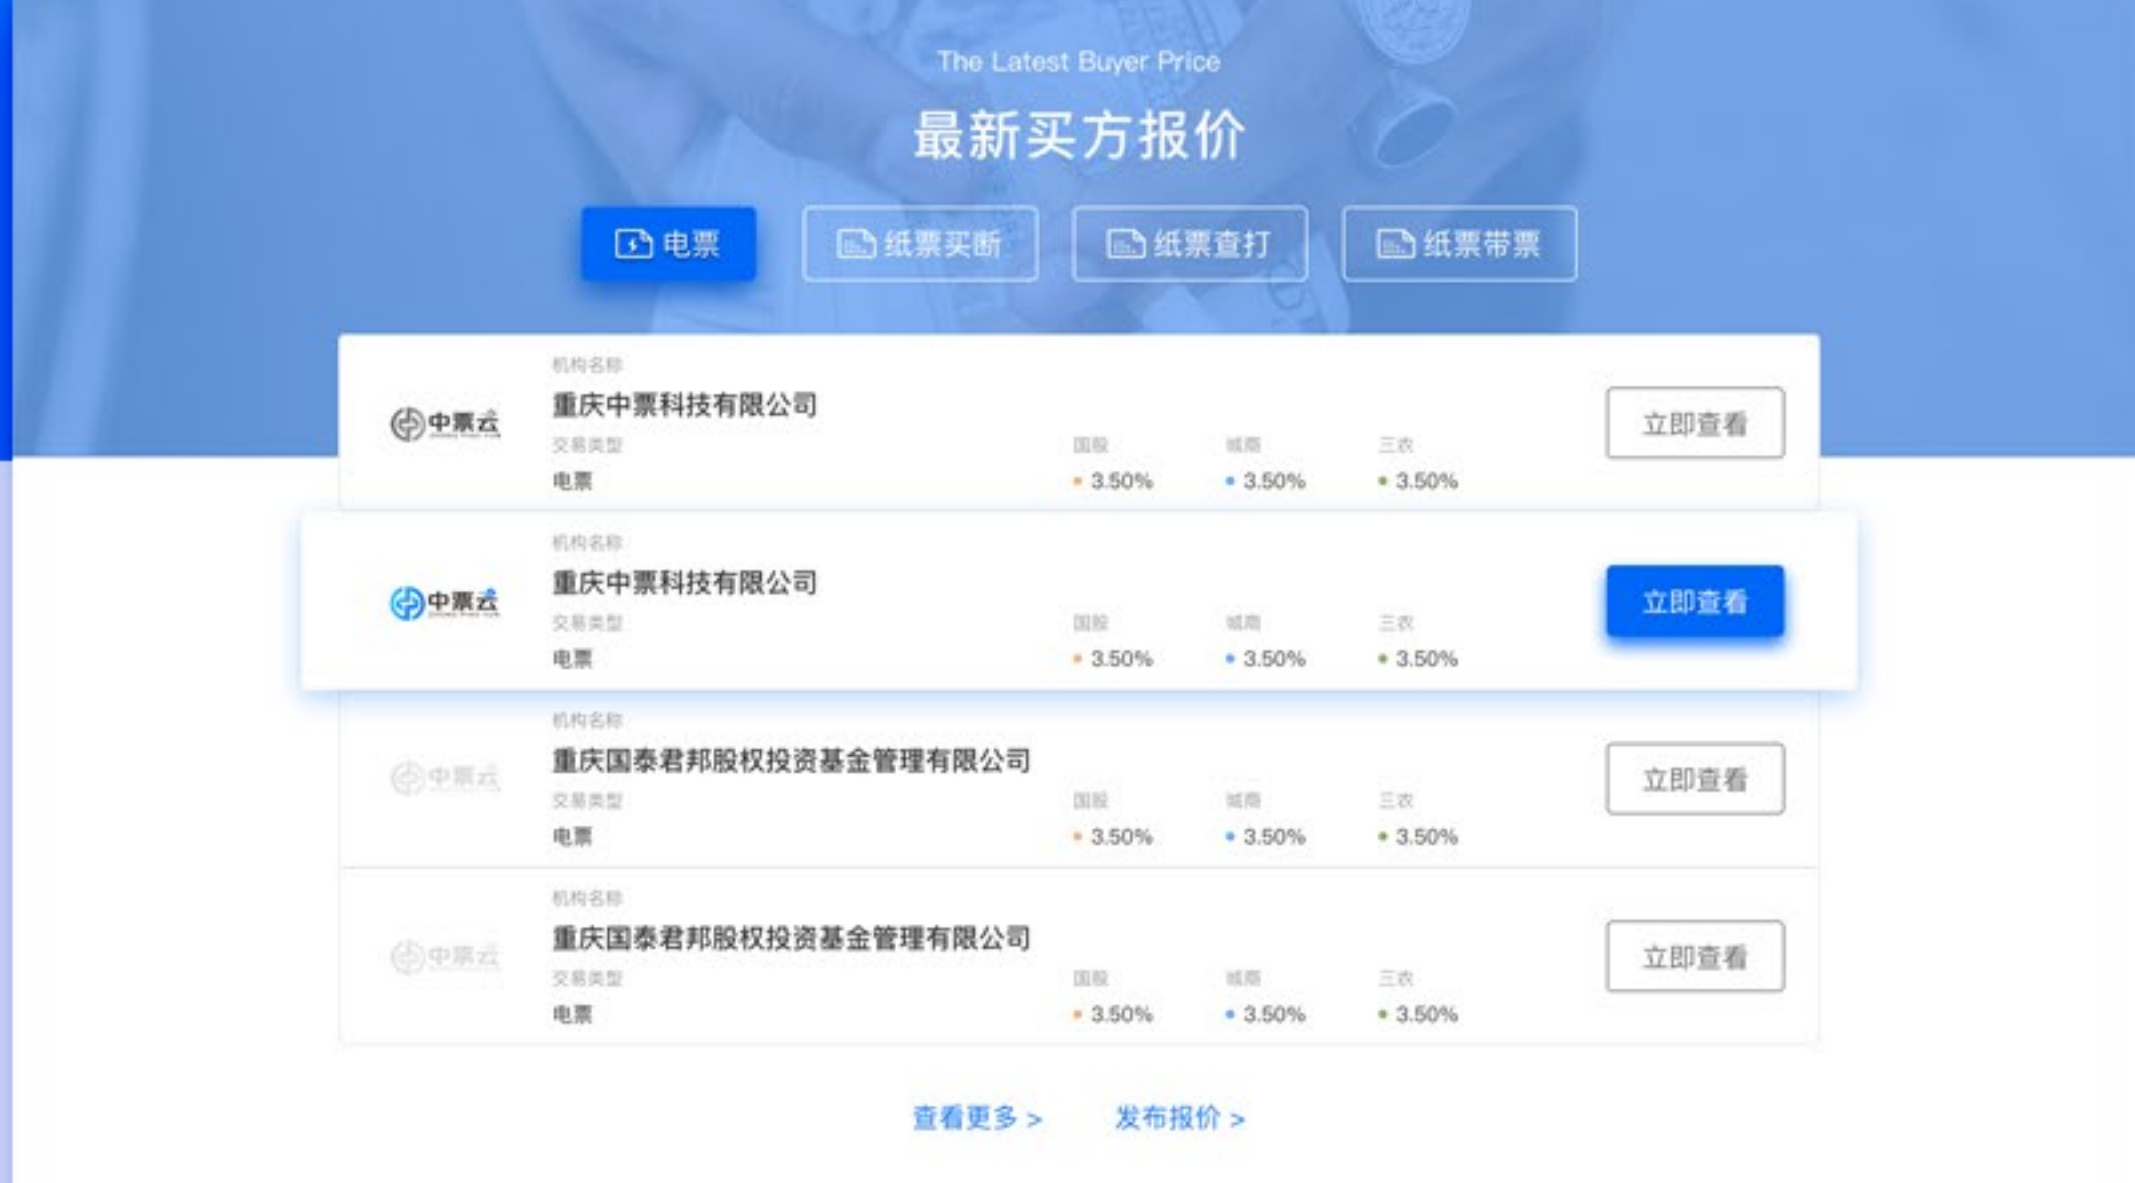 The Latest Buyer Price
最新买方报价
电票 纸票买断 纸票查打 纸票带票
机构名称
重庆中票科技有限公司
中票云
立即查看
交易类型 国股 城商 三农
电票 3.50% 3.50% 3.50%
机构名称
重庆中票科技有限公司
中票云
立即查看
交易类型 国股 城商 三农
电票 3.50% 3.50% 3.50%
机构名称
重庆国泰君邦股权投资基金管理有限公司
中票云
立即查看
交易类型 国股 城商 三农
电票 3.50% 3.50% 3.50%
机构名称
重庆国泰君邦股权投资基金管理有限公司
中票云
立即查看
交易类型 国股 城商 三农
电票 3.50% 3.50% 3.50%
查看更多 > 发布报价 >